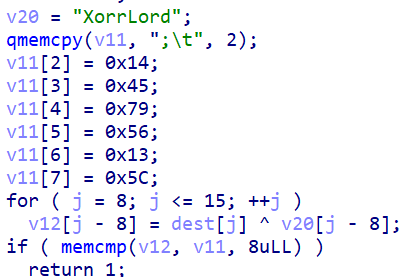 v20 = "XorrLord";
qmemcpy(v11, ";\t", 2);
v11[2] = 0x14;
v11[3] = 0x45;
v11[4] = 0x79;
v11[5] = 0x56;
v11[6] = 0x13;
v11[7] = 0x5C;
for ( j = 8; j <= 15; ++j )
  v12[j - 8] = dest[j] ^ v20[j - 8];
if ( memcmp(v12, v11, 8uLL) )
  return 1;